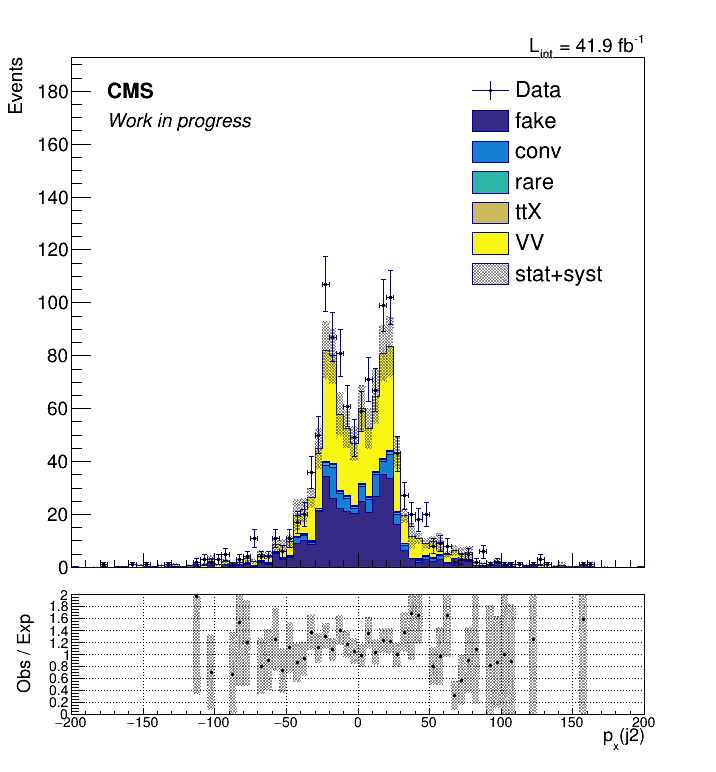 L_int = 41.9 fb^-1
Events
CMS
Work in progress
Data
fake
conv
rare
ttX
VV
stat+syst
180
160
140
120
100
80
60
40
20
0
Obs / Exp
2
1.8
1.6
1.4
1.2
1
0.8
0.6
0.4
0.2
0
−200 −150 −100 −50 0 50 100 150 200
p_x(j2)